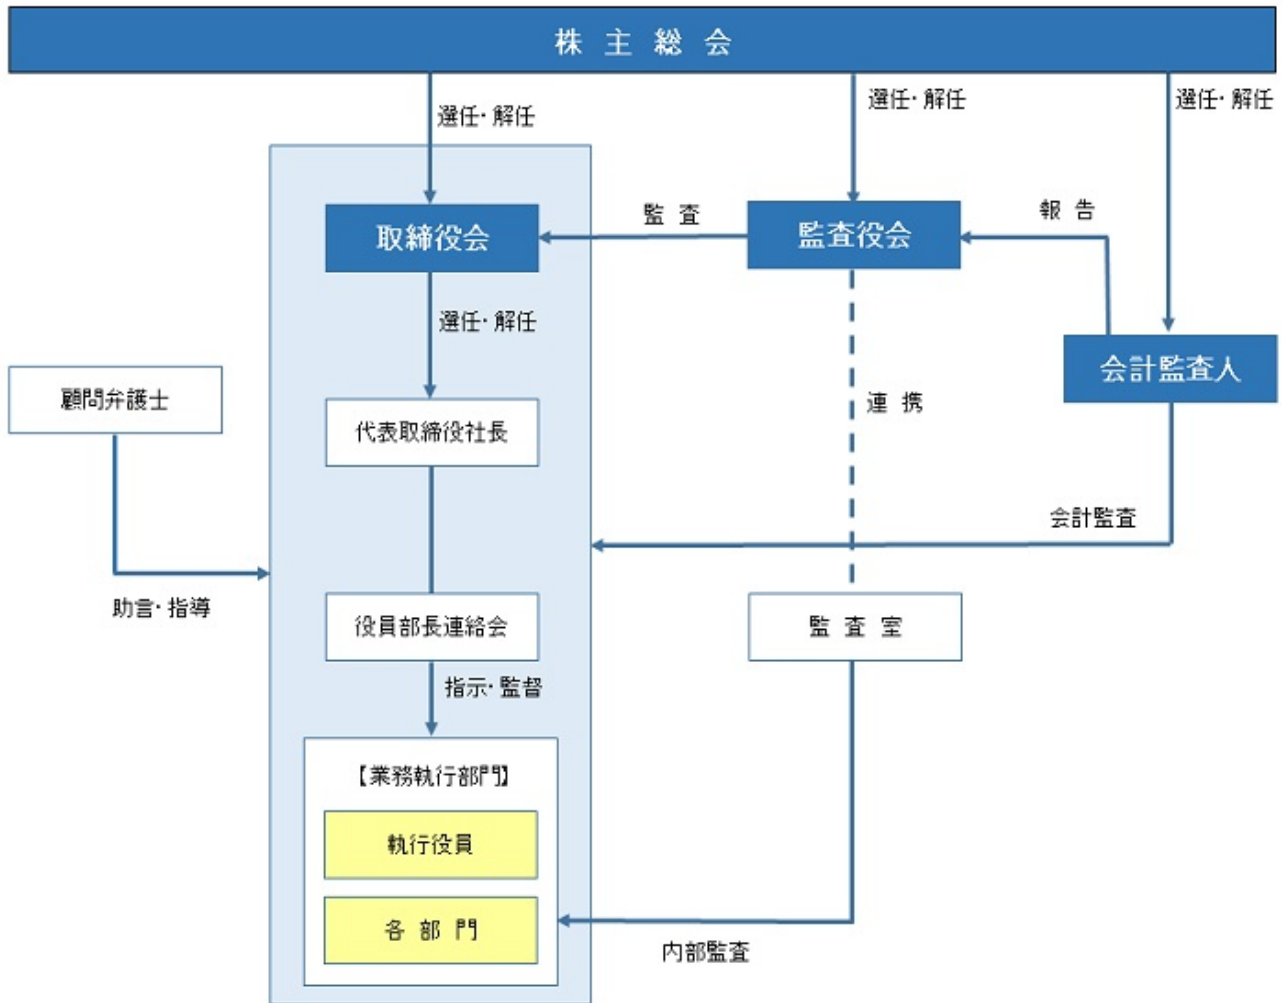 株 主 総 会
選任・解任
選任・解任
選任・解任
取締役会
監 査
監査役会
報 告
会計監査人
選任・解任
顧問弁護士
代表取締役社長
連 携
会計監査
助言・指導
役員部長連絡会
監 査 室
指示・監督
【業務執行部門】
執行役員
各 部 門
内部監査